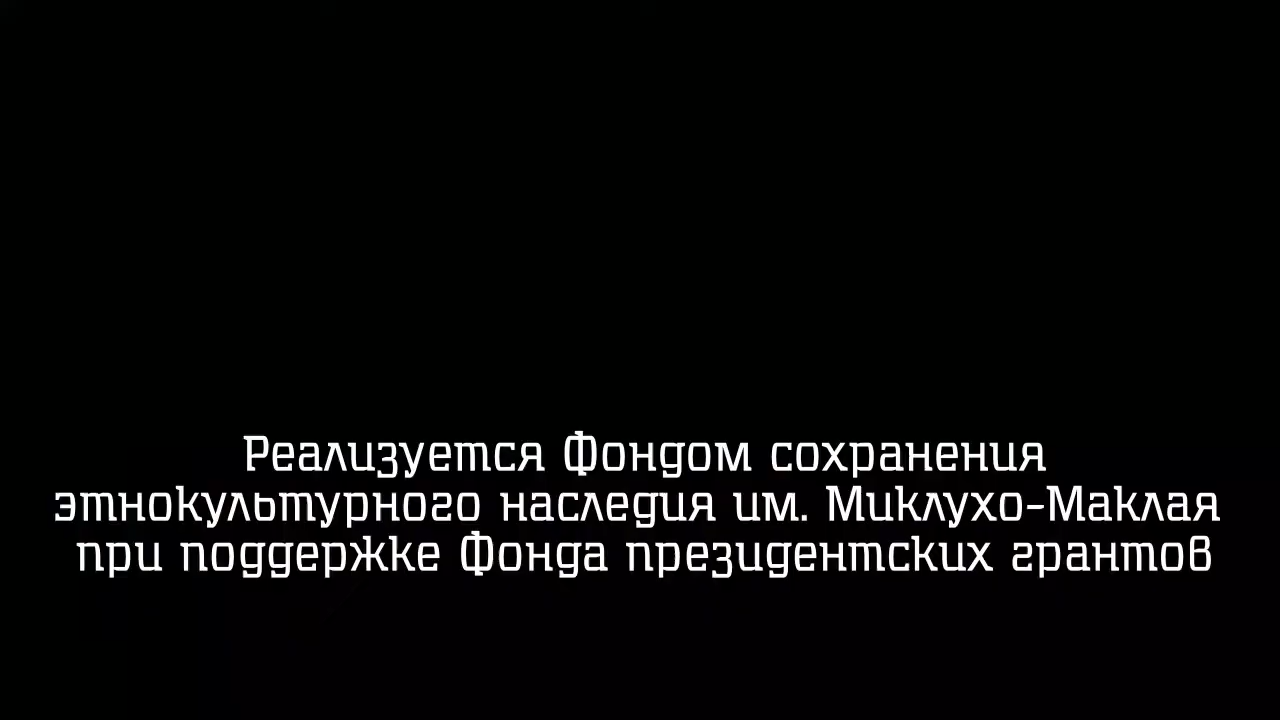 Реализуется Фондом сохранения
этнокультурного наследия им. Миклухо-Маклая
при поддержке Фонда президентских грантов